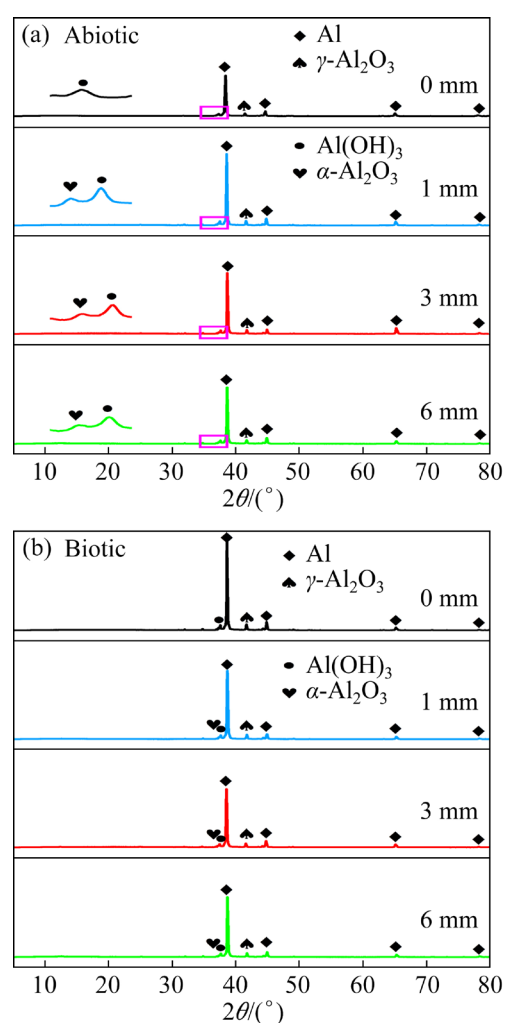 (a) Abiotic
Al
γ-Al2O3
0 mm
Al(OH)3
α-Al2O3
1 mm
3 mm
6 mm
10 20 30 40 50 60 70 80
2θ/(°)
(b) Biotic
Al
γ-Al2O3
0 mm
Al(OH)3
α-Al2O3
1 mm
3 mm
6 mm
10 20 30 40 50 60 70 80
2θ/(°)